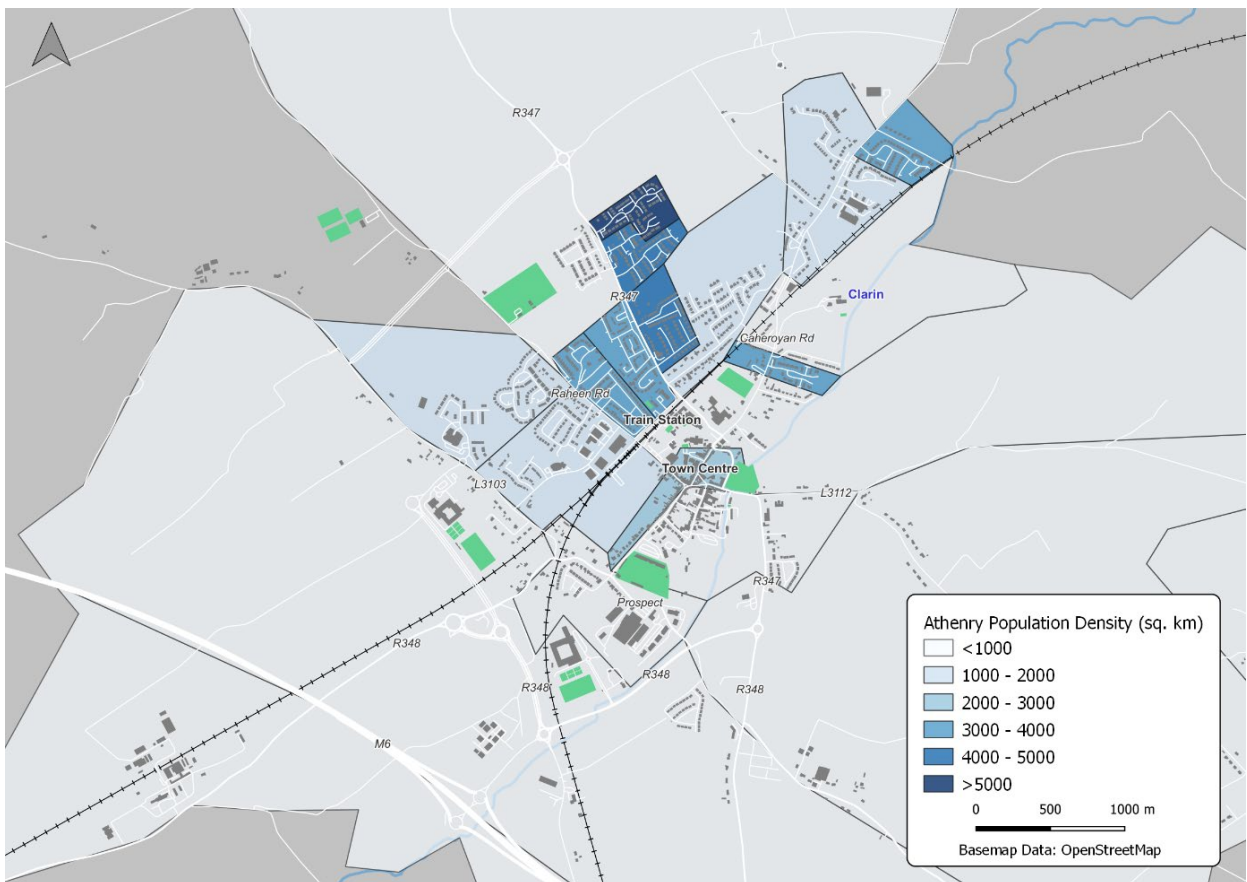 R347
Clarin
R347
Caheroyan Rd
Raheen Rd
Train Station
Town Centre
L3103
L3112
R347
Prospect
R348
R348
R348
R348
M6
Athenry Population Density (sq. km)
<1000
1000 - 2000
2000 - 3000
3000 - 4000
4000 - 5000
>5000
0 500 1000 m
Basemap Data: OpenStreetMap